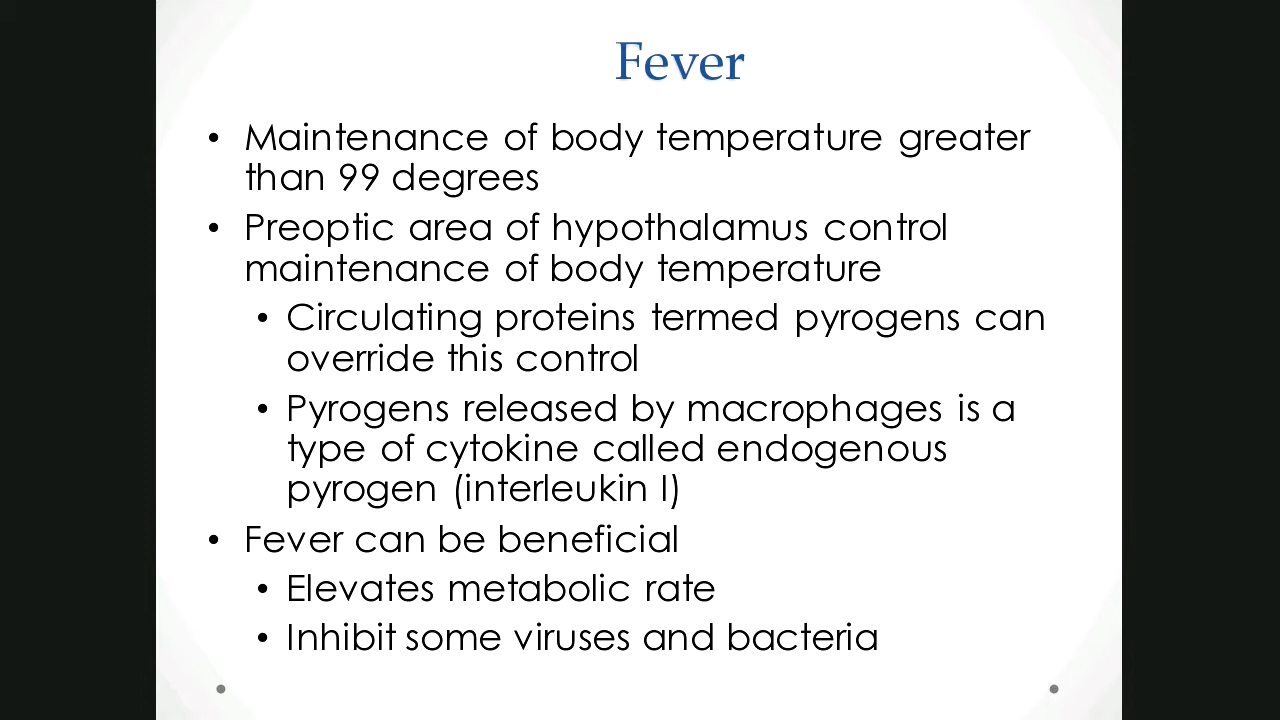 Fever
• Maintenance of body temperature greater
than 99 degrees
• Preoptic area of hypothalamus control
maintenance of body temperature
• Circulating proteins termed pyrogens can
override this control
• Pyrogens released by macrophages is a
type of cytokine called endogenous
pyrogen (interleukin I)
• Fever can be beneficial
• Elevates metabolic rate
• Inhibit some viruses and bacteria